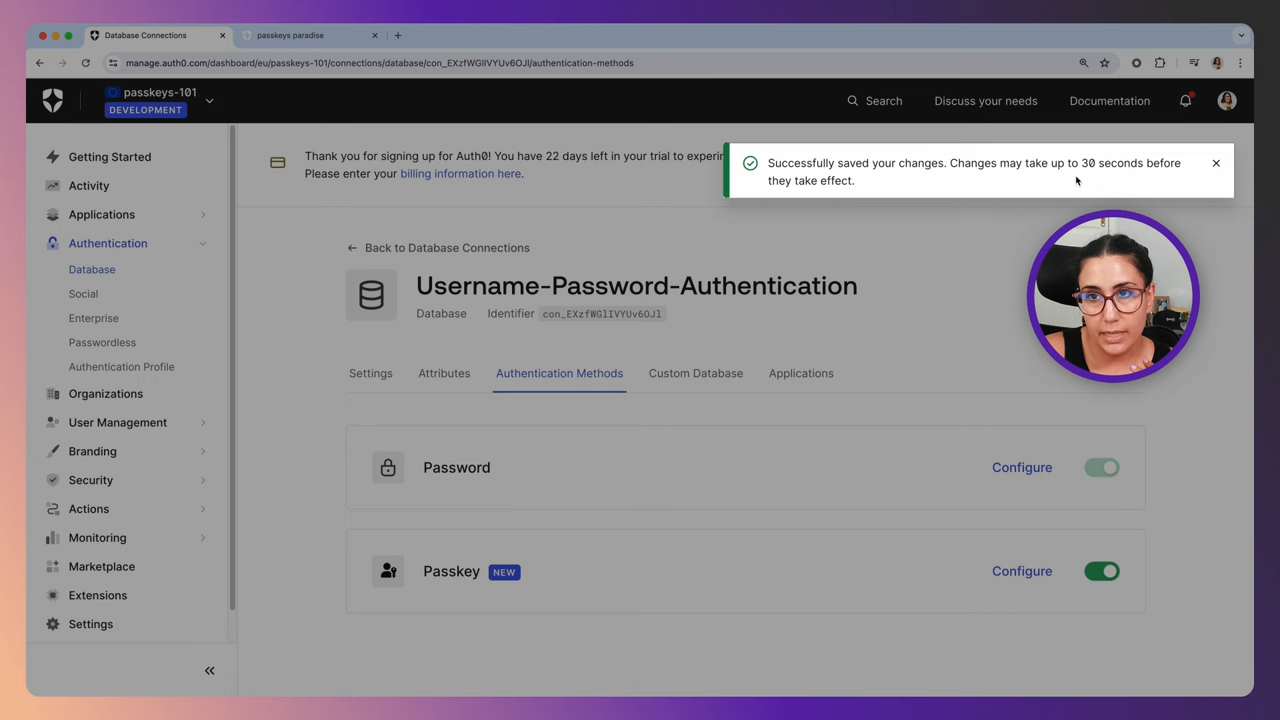 Database Connections
passkeys paradise
manage.auth0.com/dashboard/eu/passkeys-101/connections/database/con_EXzfWGlIVYUv6OJl/authentication-methods
passkeys-101
DEVELOPMENT
Search
Discuss your needs
Documentation
Getting Started
Activity
Applications
Authentication
Database
Social
Enterprise
Passwordless
Authentication Profile
Organizations
User Management
Branding
Security
Actions
Monitoring
Marketplace
Extensions
Settings
Thank you for signing up for Auth0! You have 22 days left in your trial to experi
Please enter your billing information here.
Successfully saved your changes. Changes may take up to 30 seconds before
they take effect.
Back to Database Connections
Username-Password-Authentication
Database Identifier con_EXzfWGlIVYUv6OJl
Settings Attributes Authentication Methods Custom Database Applications
Password Configure
Passkey NEW Configure